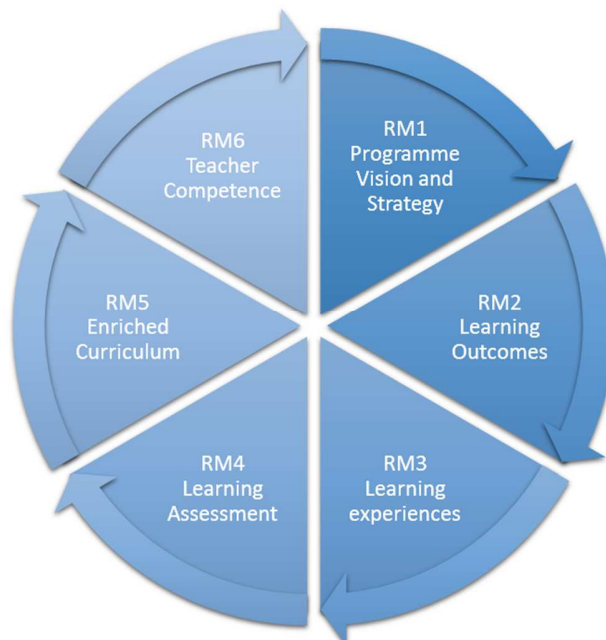 RM1
Programme
Vision and
Strategy
RM2
Learning
Outcomes
RM3
Learning
experiences
RM4
Learning
Assessment
RM5
Enriched
Curriculum
RM6
Teacher
Competence